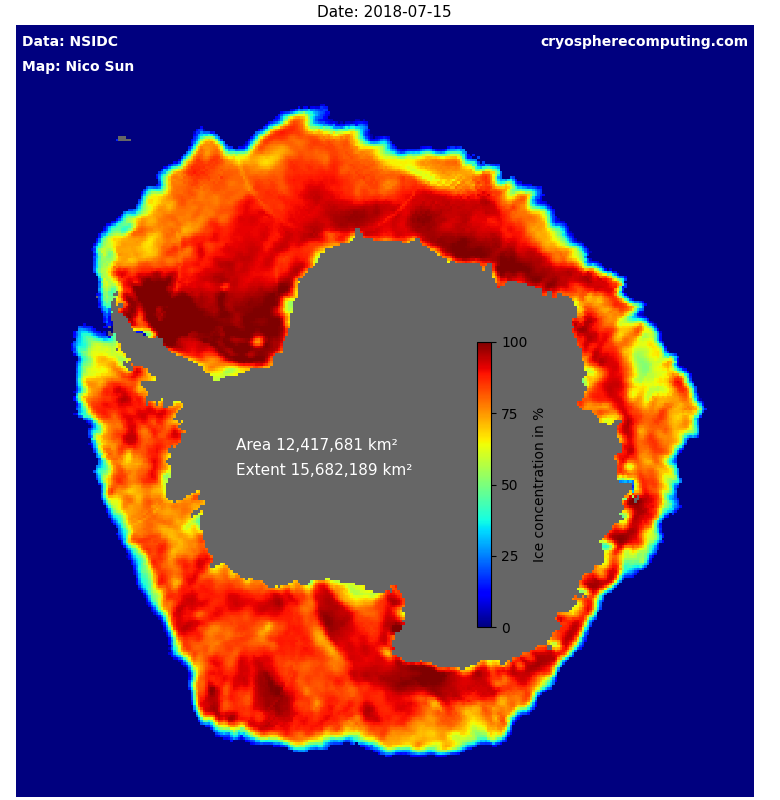 Date: 2018-07-15
Data: NSIDC
cryospherecomputing.com
Map: Nico Sun
100
75
50
25
0
Ice concentration in %
Area 12,417,681 km²
Extent 15,682,189 km²